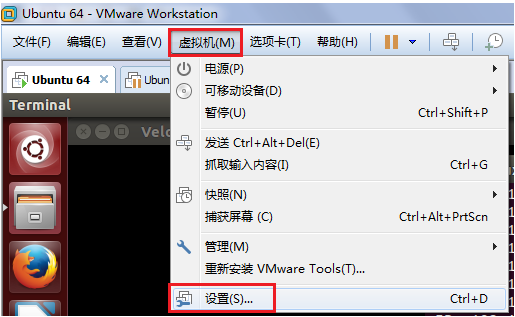 Ubuntu 64 - VMware Workstation
文件(F) 编辑(E) 查看(V) 虚拟机(M) 选项卡(T) 帮助(H)
Ubuntu 64 × Ubun
Terminal
Velo
电源(P)
可移动设备(D)
暂停(U) Ctrl+Shift+P
发送 Ctrl+Alt+Del(E)
抓取输入内容(I) Ctrl+G
快照(N)
捕获屏幕 (C) Ctrl+Alt+PrtScn
管理(M)
重新安装 VMware Tools(T)...
设置(S)... Ctrl+D